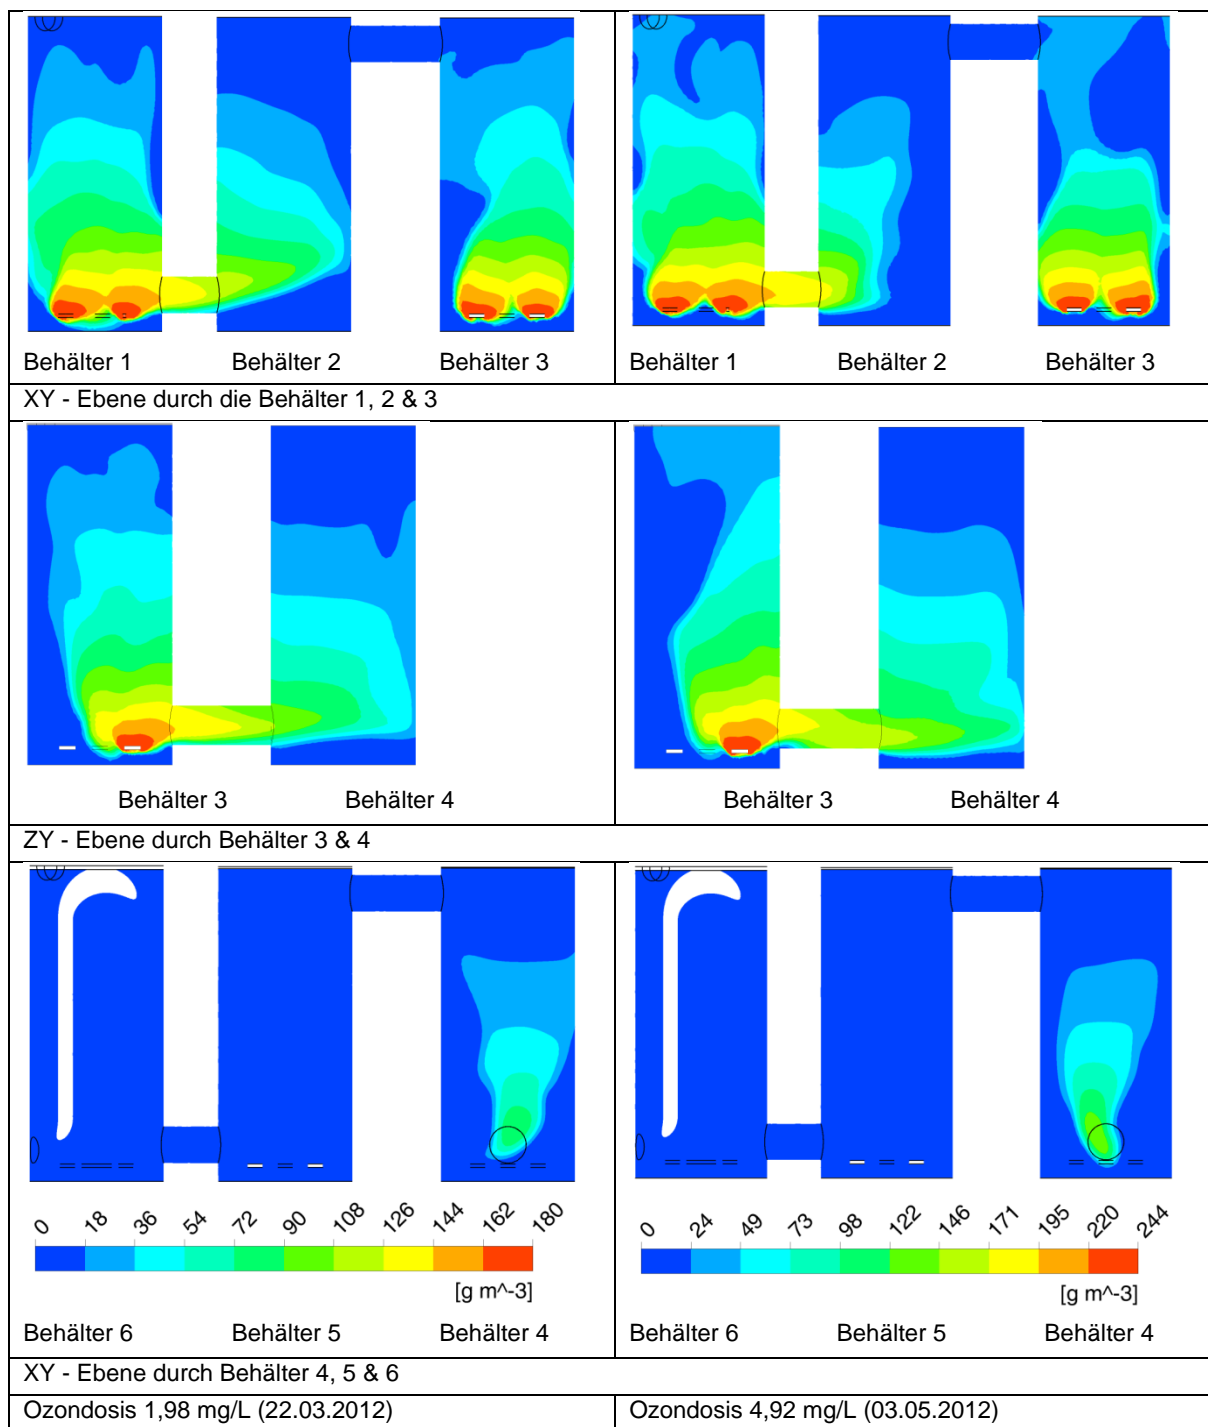 Behälter 1 Behälter 2 Behälter 3
Behälter 1 Behälter 2 Behälter 3
XY - Ebene durch die Behälter 1, 2 & 3
Behälter 3 Behälter 4
Behälter 3 Behälter 4
ZY - Ebene durch Behälter 3 & 4
0 18 36 54 72 90 108 126 144 162 180
[g m^-3]
Behälter 6 Behälter 5 Behälter 4
0 24 49 73 98 122 146 171 195 220 244
[g m^-3]
Behälter 6 Behälter 5 Behälter 4
XY - Ebene durch Behälter 4, 5 & 6
Ozondosis 1,98 mg/L (22.03.2012)
Ozondosis 4,92 mg/L (03.05.2012)